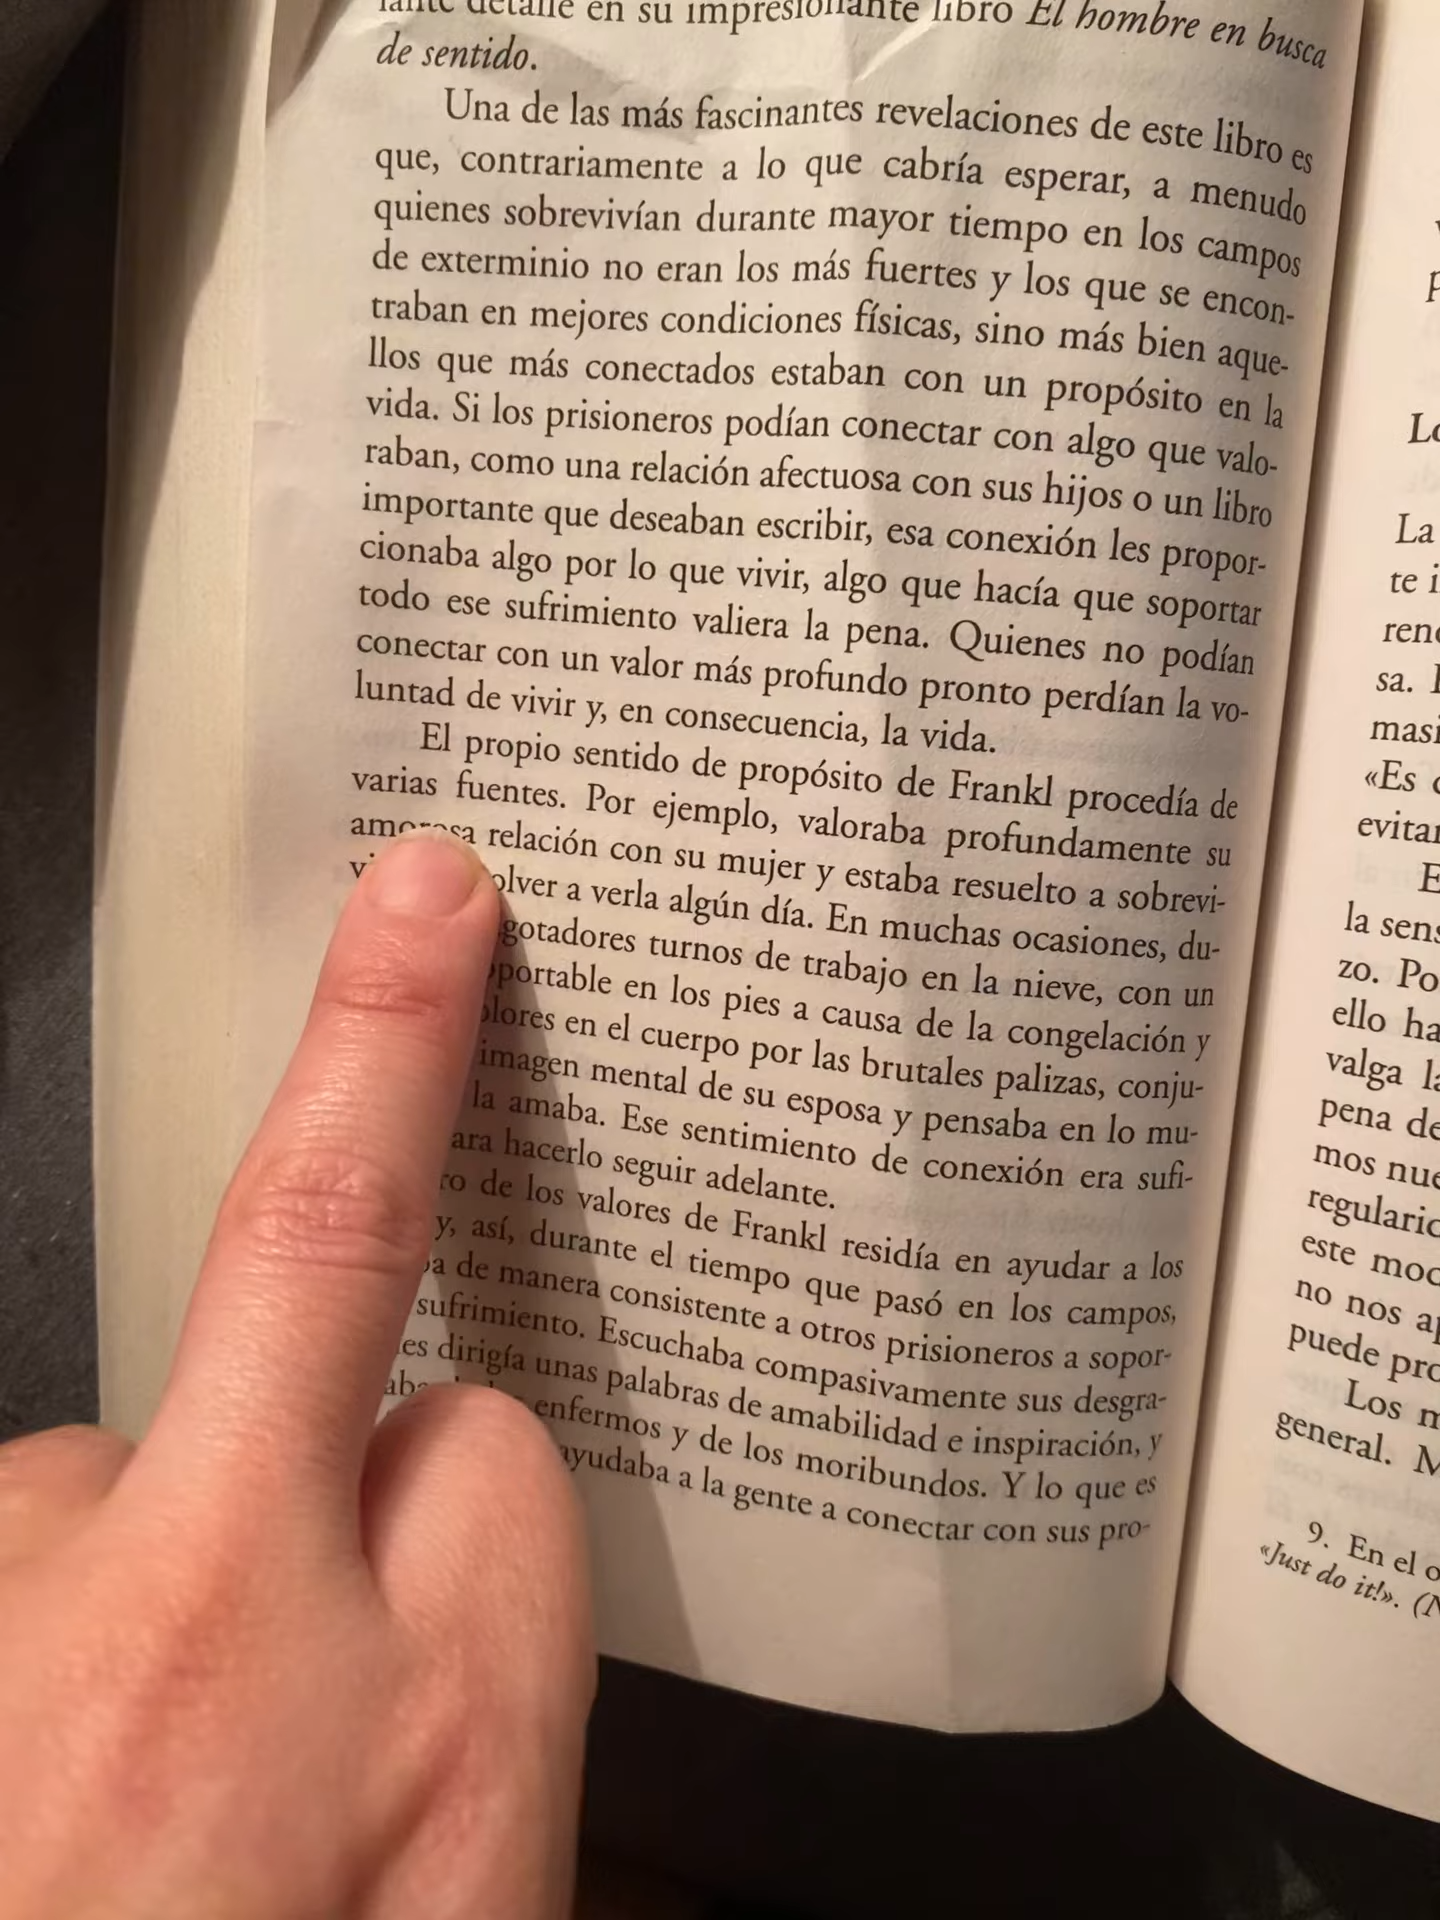 detalle en su impresionante libro El hombre en busca
de sentido.
Una de las más fascinantes revelaciones de este libro es
que, contrariamente a lo que cabría esperar, a menudo
quienes sobrevivían durante mayor tiempo en los campos
de exterminio no eran los más fuertes y los que se encon-
traban en mejores condiciones físicas, sino más bien aque-
llos que más conectados estaban con un propósito en la
vida. Si los prisioneros podían conectar con algo que valo-
raban, como una relación afectuosa con sus hijos o un libro
importante que deseaban escribir, esa conexión les propor-
cionaba algo por lo que vivir, algo que hacía que soportar
todo ese sufrimiento valiera la pena. Quienes no podían
conectar con un valor más profundo pronto perdían la vo-
luntad de vivir y, en consecuencia, la vida.
El propio sentido de propósito de Frankl procedía de
varias fuentes. Por ejemplo, valoraba profundamente su
amorosa relación con su mujer y estaba resuelto a sobrevi-
a verla algún día. En muchas ocasiones, du-
turnos de trabajo en la nieve, con un
en los pies a causa de la congelación y
en el cuerpo por las brutales palizas, conju-
imagen mental de su esposa y pensaba en lo mu-
la amaba. Ese sentimiento de conexión era sufi-
hacerlo seguir adelante.
de los valores de Frankl residía en ayudar a los
y, así, durante el tiempo que pasó en los campos,
de manera consistente a otros prisioneros a sopor-
sufrimiento. Escuchaba compasivamente sus desgra-
dirigía unas palabras de amabilidad e inspiración, y
enfermos y de los moribundos. Y lo que es
ayudaba a la gente a conectar con sus pro-
La
te
sa.
«Es
evitar
la
zo. Po
ello
valga
pena de
mos
este
no nos
puede
Los
general.
9. En el
«Just do it!».